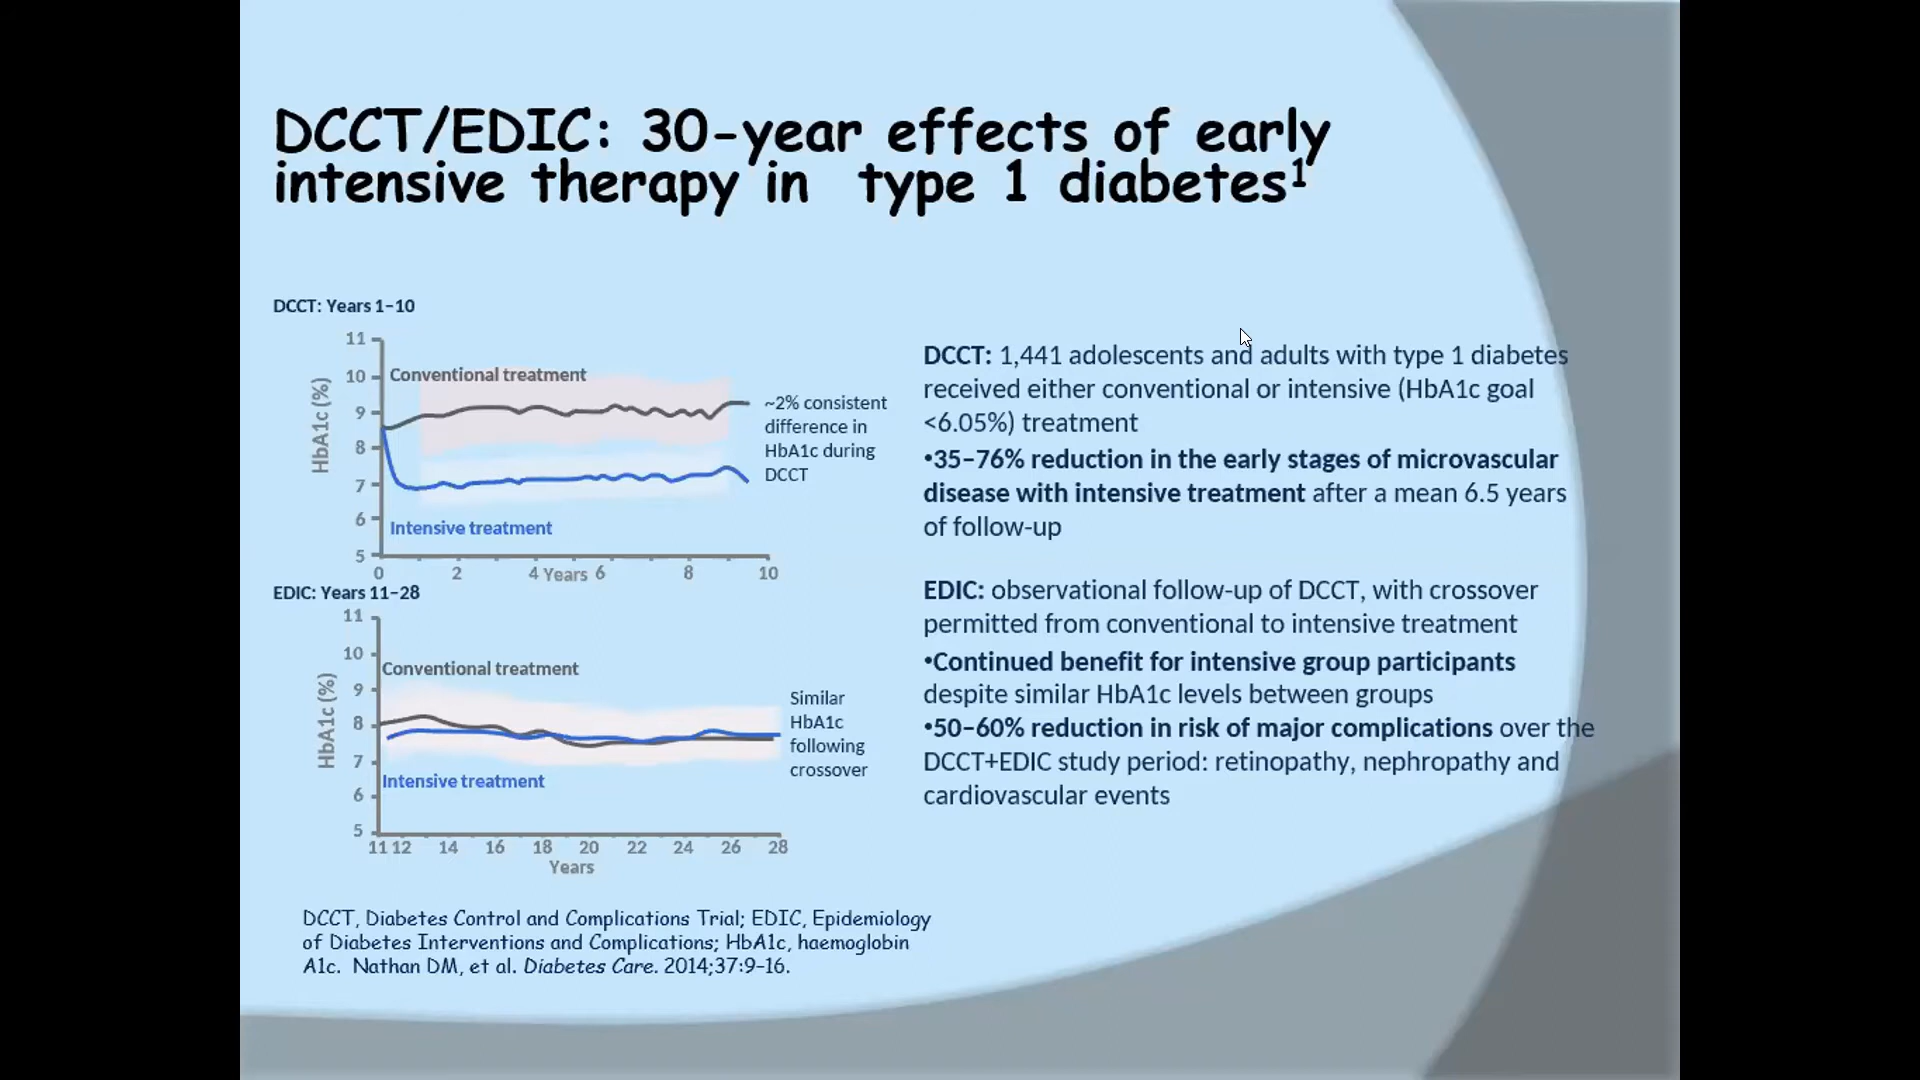 DCCT/EDIC: 30-year effects of early
intensive therapy in type 1 diabetes¹
DCCT: Years 1–10
11
10
9
8
7
6
5
HbA1c (%)
Conventional treatment
Intensive treatment
0 2 4 Years 6 8 10
~2% consistent
difference in
HbA1c during
DCCT
EDIC: Years 11–28
11
10
9
8
7
6
5
HbA1c (%)
Conventional treatment
Intensive treatment
11 12 14 16 18 20 22 24 26 28
Years
Similar
HbA1c
following
crossover
DCCT: 1,441 adolescents and adults with type 1 diabetes
received either conventional or intensive (HbA1c goal
<6.05%) treatment
•35–76% reduction in the early stages of microvascular
disease with intensive treatment after a mean 6.5 years
of follow-up
EDIC: observational follow-up of DCCT, with crossover
permitted from conventional to intensive treatment
•Continued benefit for intensive group participants
despite similar HbA1c levels between groups
•50–60% reduction in risk of major complications over the
DCCT+EDIC study period: retinopathy, nephropathy and
cardiovascular events
DCCT, Diabetes Control and Complications Trial; EDIC, Epidemiology
of Diabetes Interventions and Complications; HbA1c, haemoglobin
A1c. Nathan DM, et al. Diabetes Care. 2014;37:9–16.